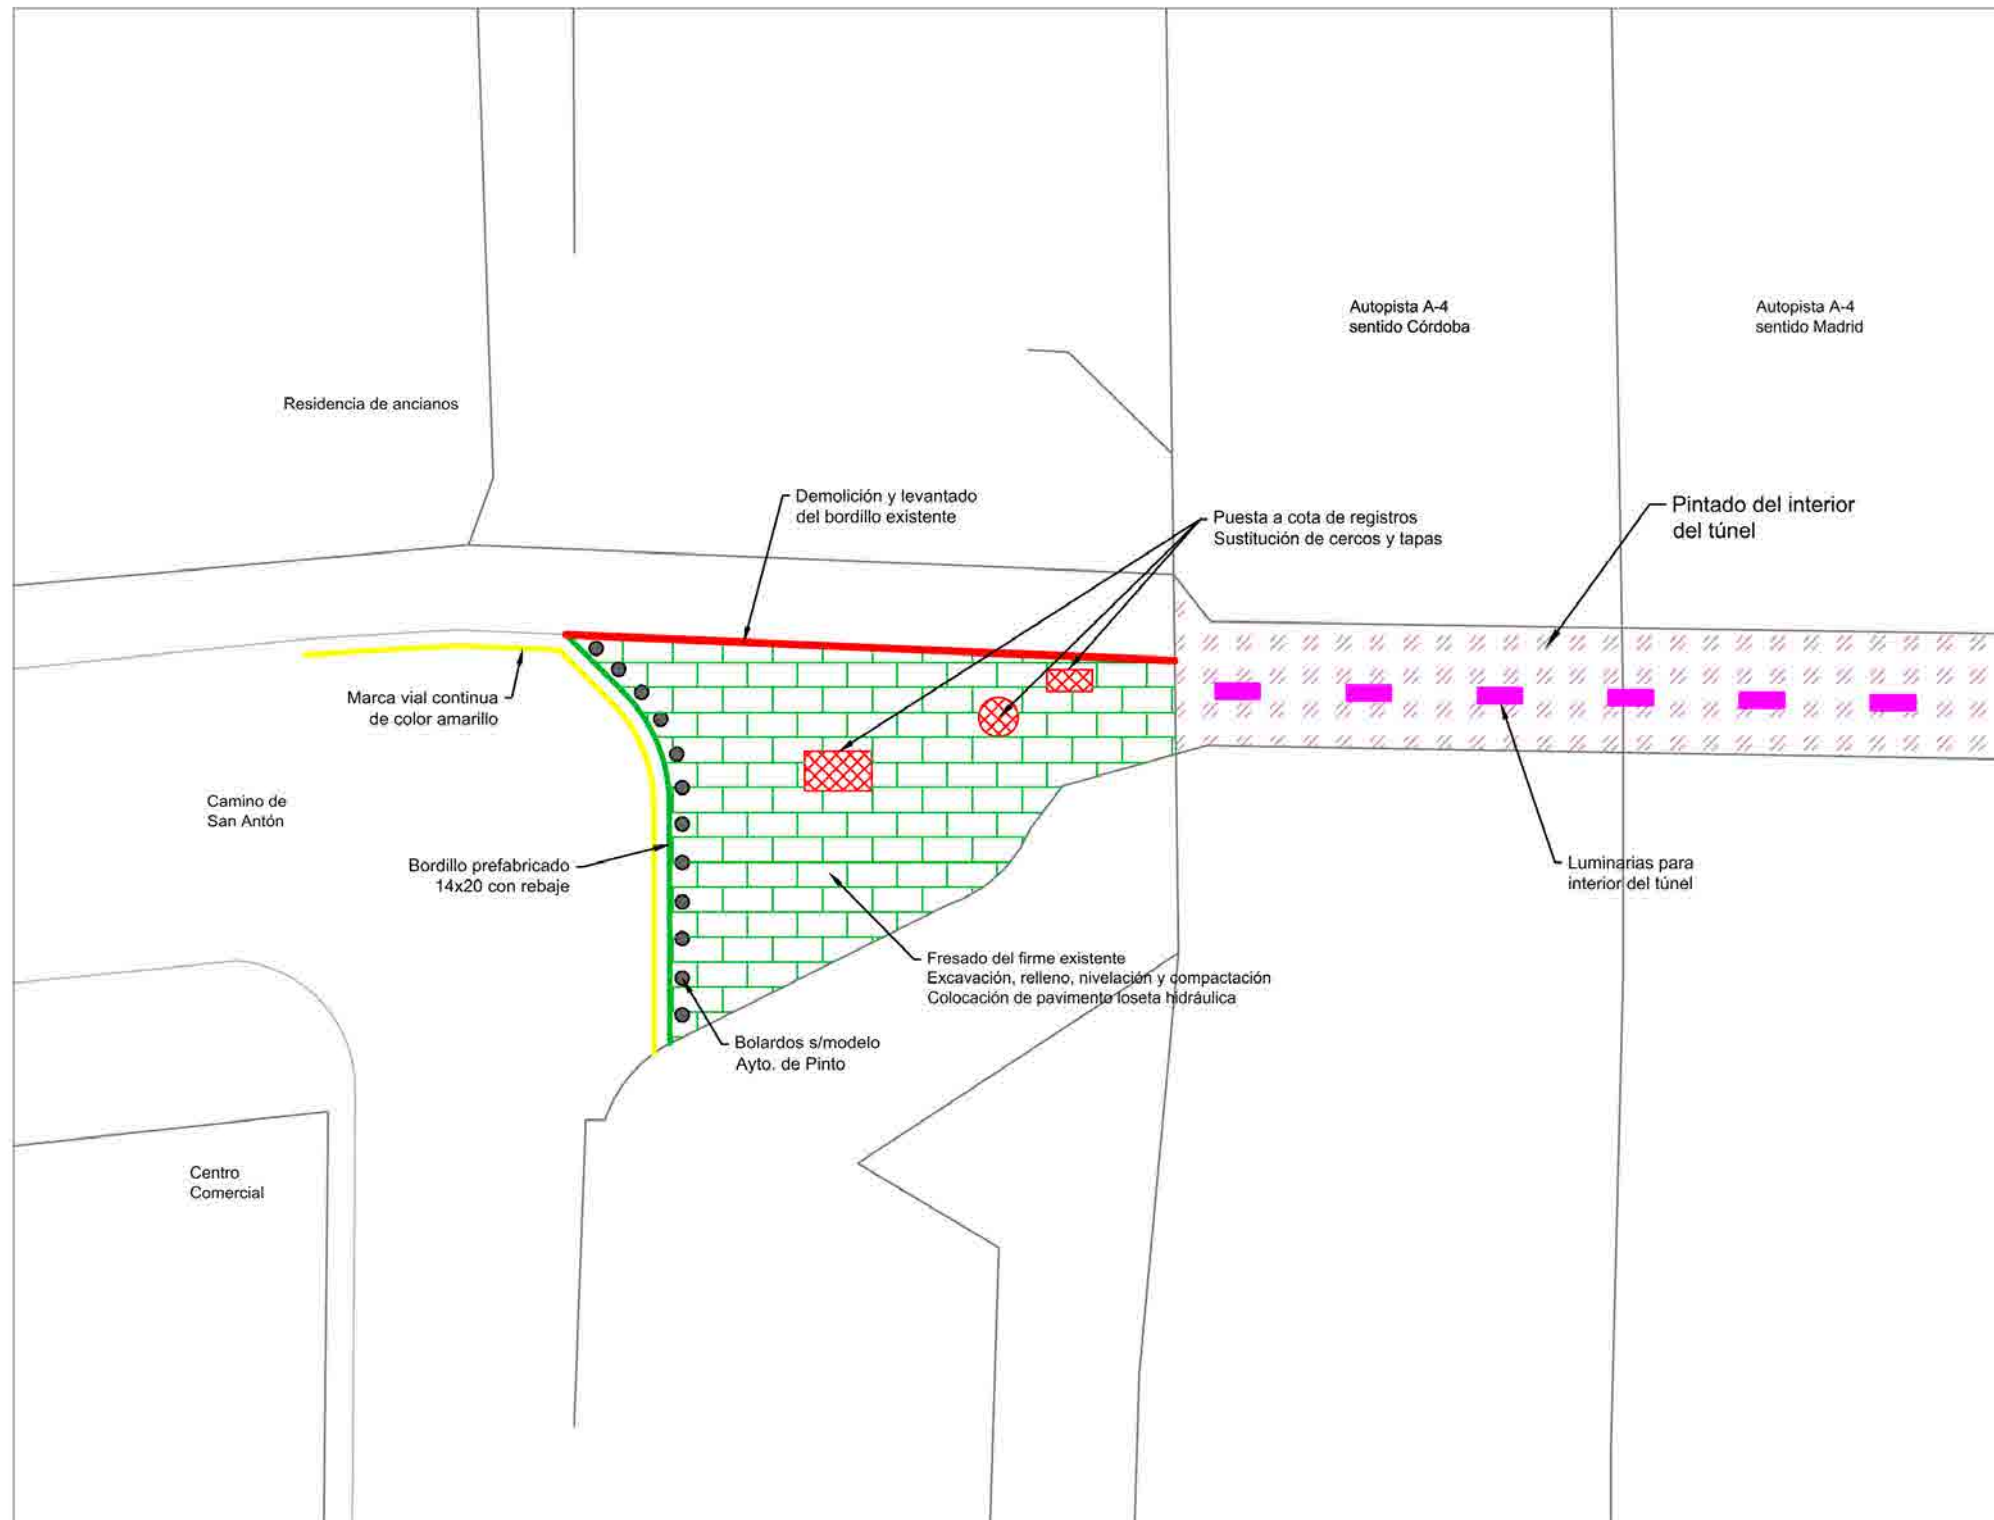 Autopista A-4
sentido Córdoba
Autopista A-4
sentido Madrid
Residencia de ancianos
Demolición y levantado
del bordillo existente
Puesta a cota de registros
Sustitución de cercos y tapas
Pintado del interior
del túnel
Marca vial continua
de color amarillo
Camino de
San Antón
Bordillo prefabricado
14x20 con rebaje
Luminarias para
interior del túnel
Fresado del firme existente
Excavación, relleno, nivelación y compactación
Colocación de pavimento loseta hidráulica
Bolardos s/modelo
Ayto. de Pinto
Centro
Comercial